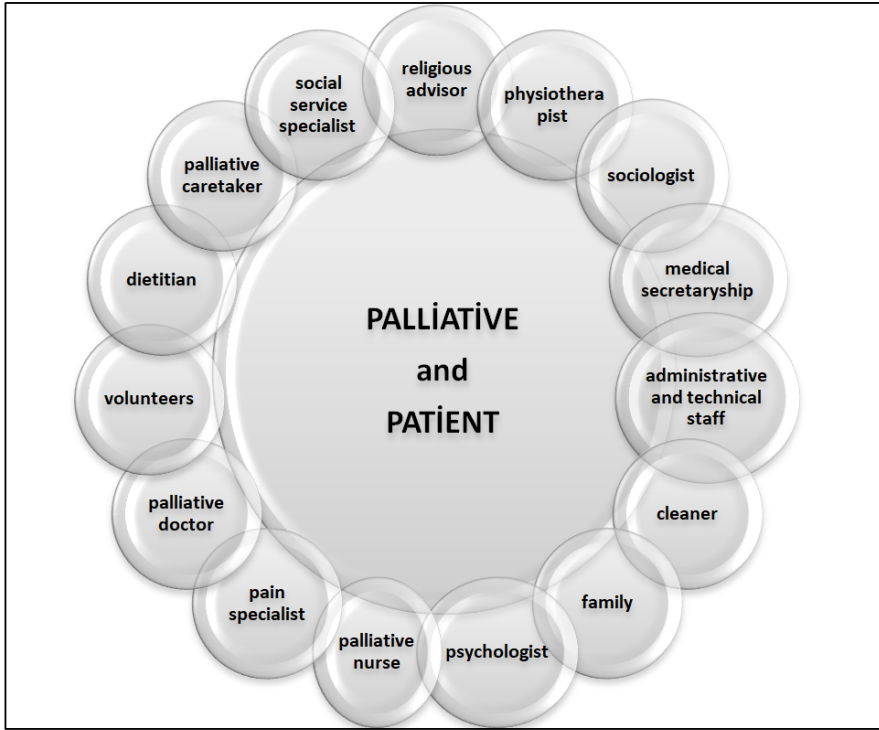 religious
advisor
physiothera
pist
sociologist
medical
secretaryship
administrative
and technical
staff
cleaner
family
psychologist
palliative
nurse
pain
specialist
palliative
doctor
volunteers
dietitian
palliative
caretaker
social
service
specialist
PALLİATİVE
and
PATİENT